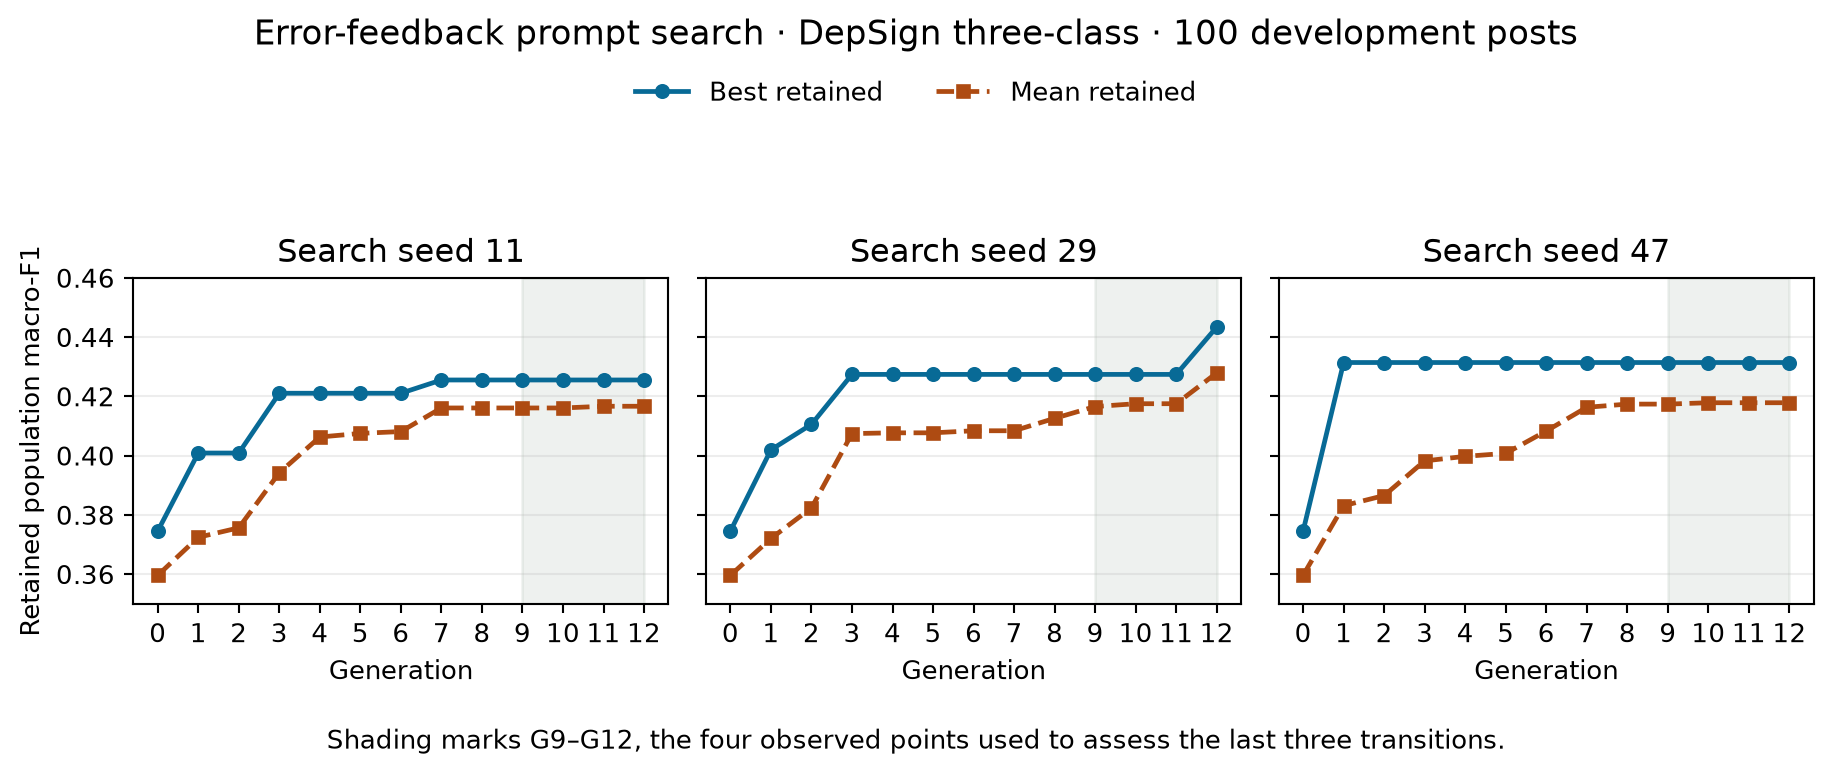 Error-feedback prompt search · DepSign three-class · 100 development posts
Best retained
Mean retained
Search seed 11
Search seed 29
Search seed 47
Retained population macro-F1
0.46
0.44
0.42
0.40
0.38
0.36
0 1 2 3 4 5 6 7 8 9 10 11 12
0 1 2 3 4 5 6 7 8 9 10 11 12
0 1 2 3 4 5 6 7 8 9 10 11 12
Generation
Generation
Generation
Shading marks G9–G12, the four observed points used to assess the last three transitions.